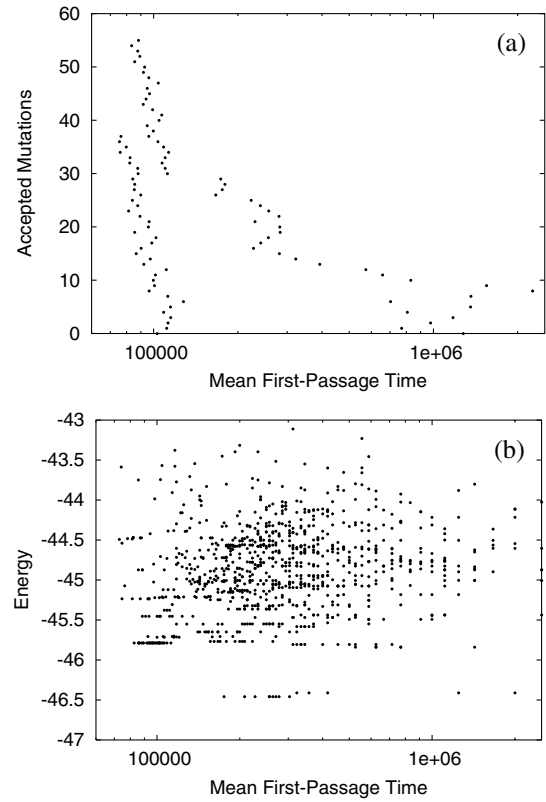 60
(a)
50
40
Accepted Mutations
30
20
10
0
100000
1e+06
Mean First-Passage Time
-43
(b)
-43.5
-44
-44.5
Energy
-45
-45.5
-46
-46.5
-47
100000
1e+06
Mean First-Passage Time